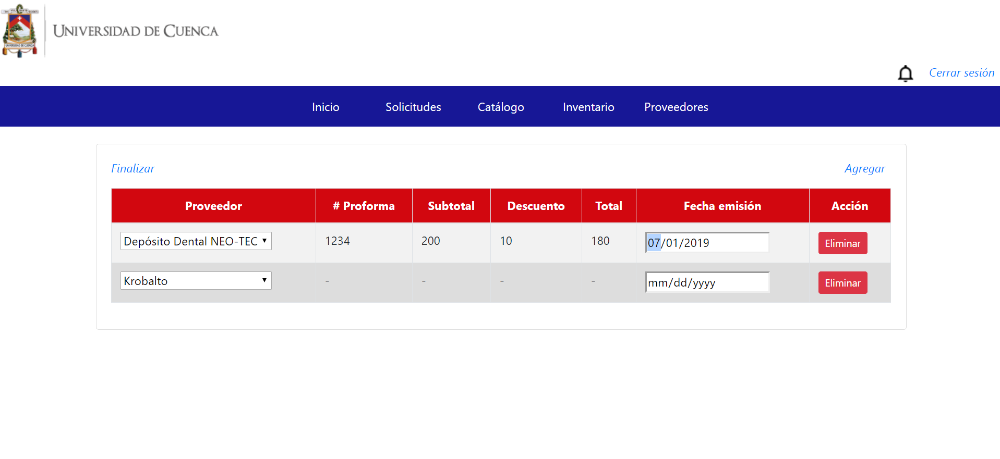 UNIVERSIDAD DE CUENCA
Cerrar sesión
Inicio Solicitudes Catálogo Inventario Proveedores
Finalizar Agregar
Proveedor # Proforma Subtotal Descuento Total Fecha emisión Acción
Depósito Dental NEO-TEC 1234 200 10 180 07/01/2019 Eliminar
Krobalto - - - - mm/dd/yyyy Eliminar